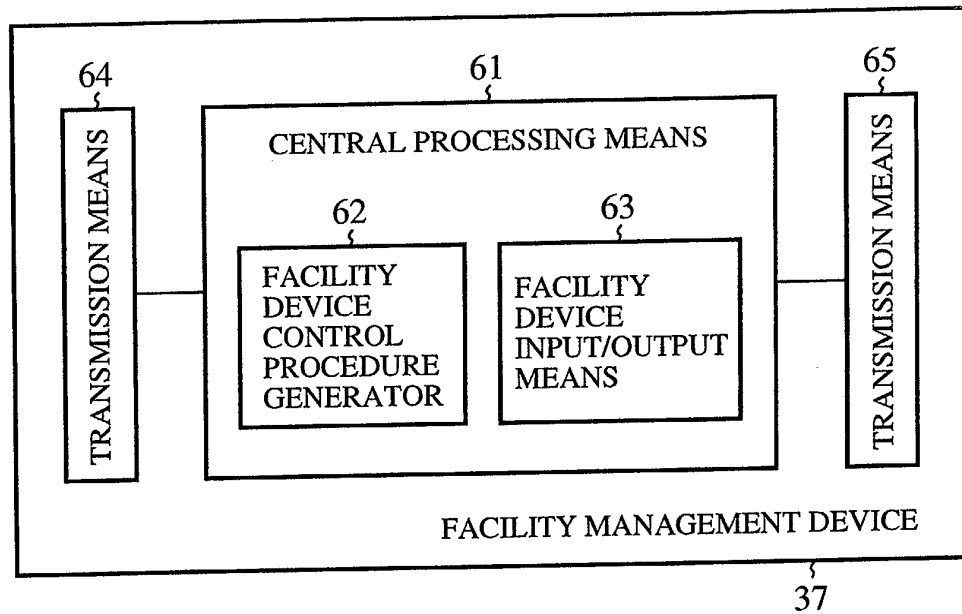 64
TRANSMISSION MEANS
61
CENTRAL PROCESSING MEANS
62
FACILITY
DEVICE
CONTROL
PROCEDURE
GENERATOR
63
FACILITY
DEVICE
INPUT/OUTPUT
MEANS
65
TRANSMISSION MEANS
FACILITY MANAGEMENT DEVICE
37